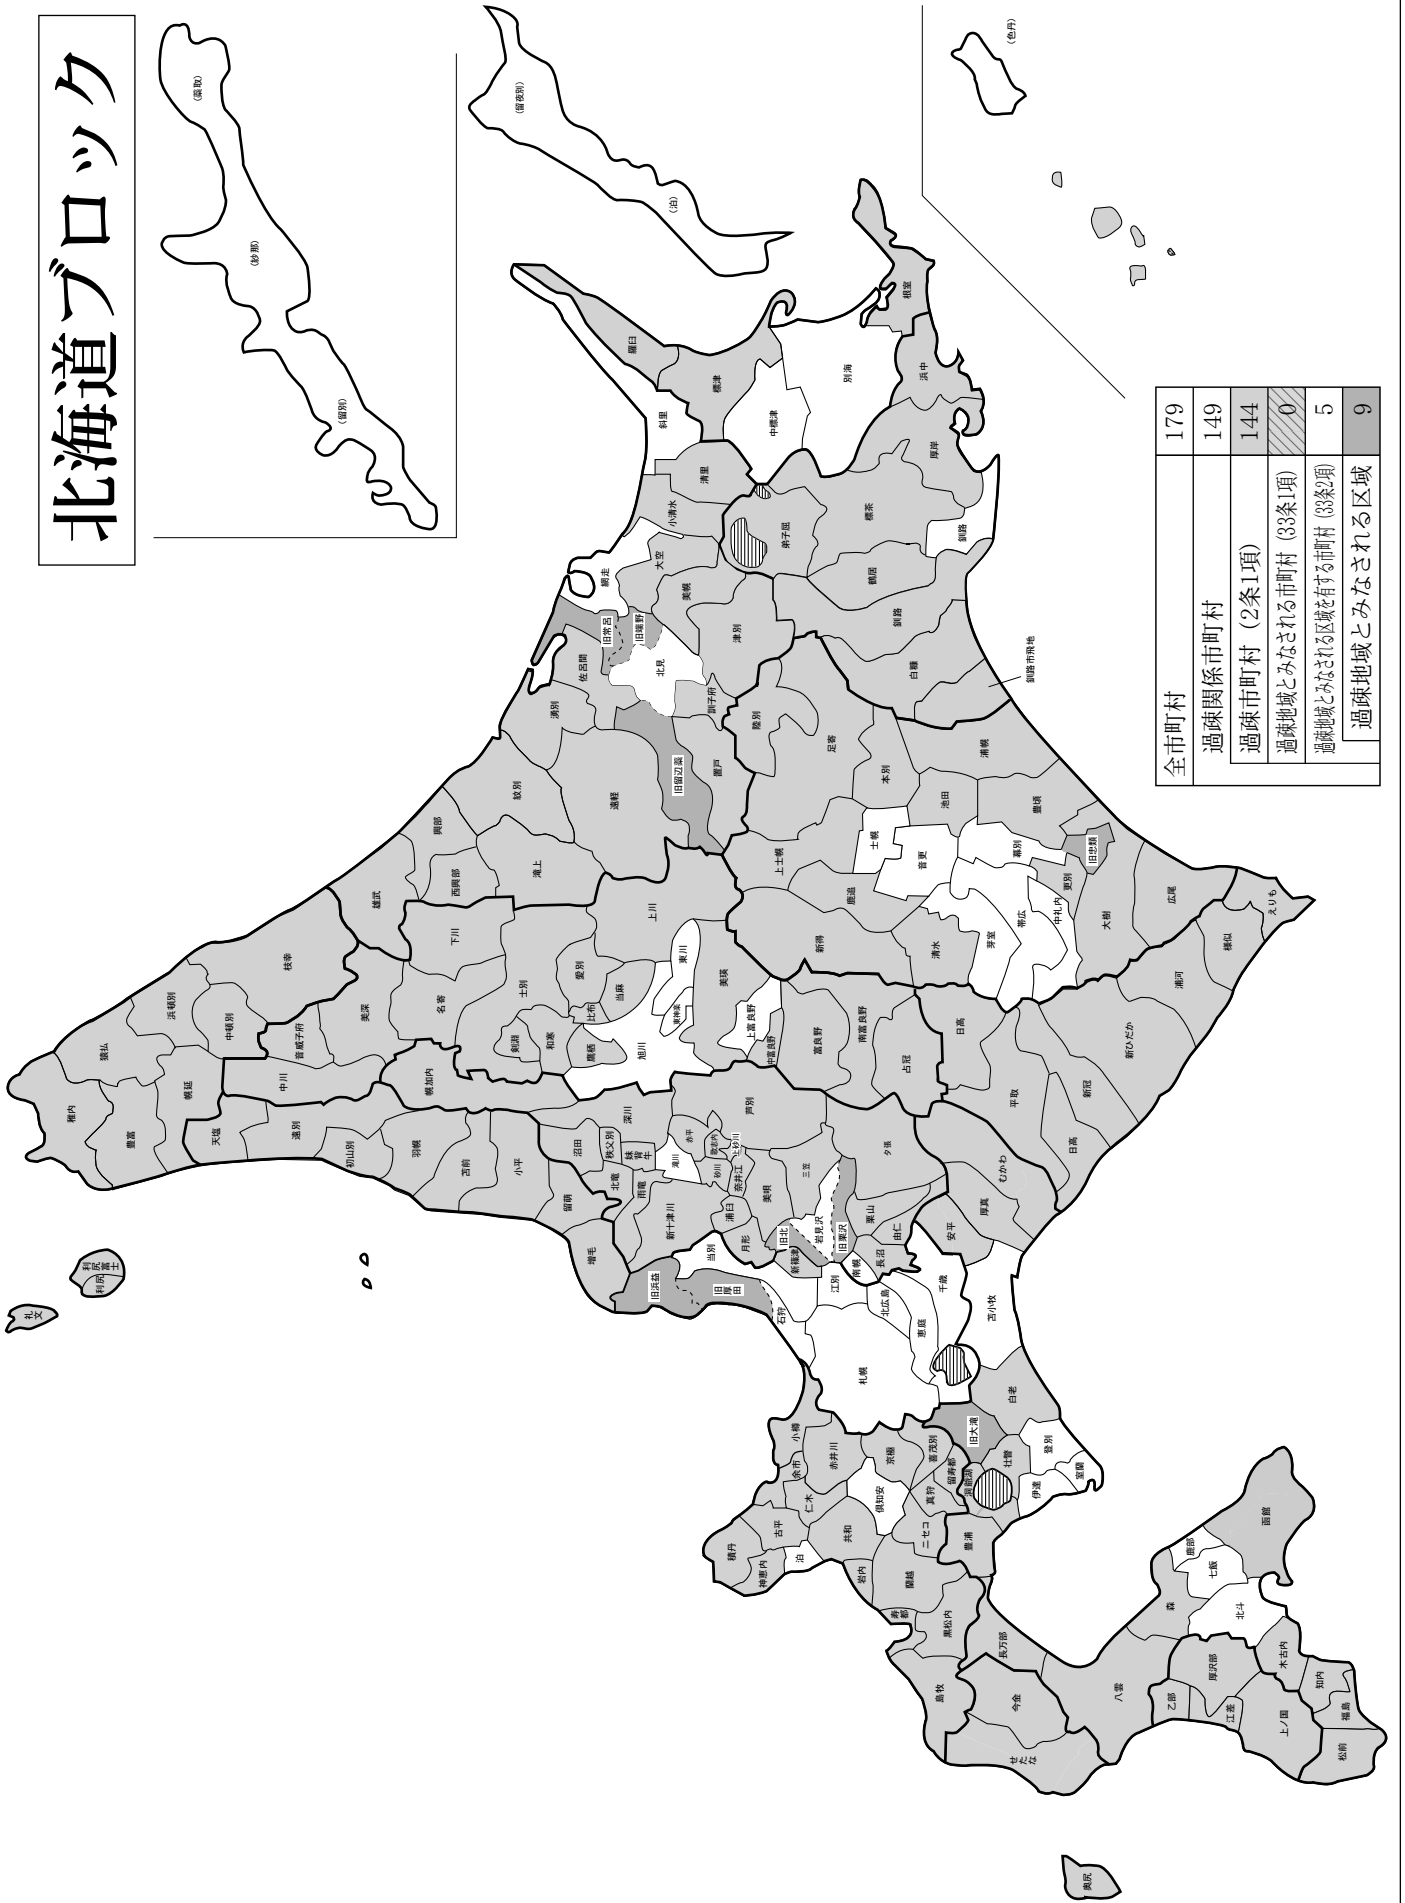 北海道ブロック
(蘂取)
(紗那)
(留別)
(留夜別)
(泊)
(色丹)
全市町村 179
過疎関係市町村 149
過疎市町村（2条1項） 144
過疎地域とみなされる市町村（33条1項） 0
過疎地域とみなされる区域を有する市町村（33条2項） 5
過疎地域とみなされる区域 9
礼文
利尻富士
利尻
稚内
猿払
豊富
浜頓別
中頓別
枝幸
幌延
天塩
遠別
初山別
羽幌
苫前
小平
留萌
増毛
中川
音威子府
美深
幌加内
名寄
下川
士別
剣淵
和寒
愛別
比布
当麻
鷹栖
旭川
東川
東神楽
上川
美瑛
上富良野
中富良野
富良野
南富良野
占冠
雄武
興部
西興部
紋別
滝上
湧別
遠軽
佐呂間
旧常呂
旧端野
北見
旧留辺蘂
訓子府
置戸
網走
大空
美幌
津別
小清水
清里
斜里
羅臼
標津
中標津
別海
根室
浜中
厚岸
標茶
弟子屈
鶴居
釧路
釧路
白糠
釧路市飛地
陸別
足寄
本別
浦幌
池田
豊頃
上士幌
士幌
音更
鹿追
新得
清水
芽室
帯広
幕別
旧忠類
中札内
更別
大樹
広尾
えりも
様似
浦河
新ひだか
新冠
日高
日高
平取
むかわ
厚真
安平
苫小牧
白老
登別
室蘭
伊達
旧大滝
壮瞥
洞爺湖
豊浦
深川
沼田
秩父別
妹背牛
北竜
雨竜
滝川
赤平
歌志内
上砂川
芦別
砂川
奈井江
新十津川
浦臼
美唄
三笠
月形
旧北
岩見沢
旧栗沢
夕張
栗山
由仁
長沼
南幌
新篠津
当別
旧浜益
旧厚田
石狩
江別
札幌
北広島
恵庭
千歳
小樽
余市
赤井川
仁木
古平
積丹
神恵内
泊
共和
岩内
倶知安
京極
喜茂別
留寿都
真狩
ニセコ
蘭越
寿都
黒松内
島牧
長万部
今金
せたな
八雲
森
鹿部
七飯
函館
北斗
木古内
知内
福島
松前
上ノ国
江差
厚沢部
乙部
奥尻